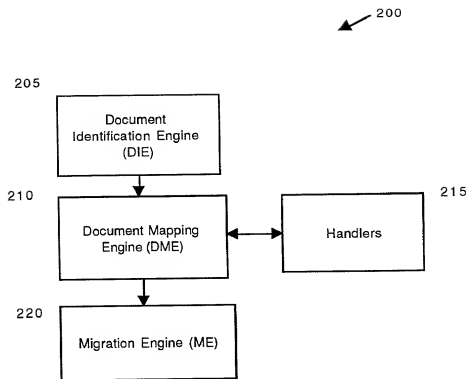 200
205
Document
Identification Engine
(DIE)
210
Document Mapping
Engine (DME)
215
Handlers
220
Migration Engine (ME)